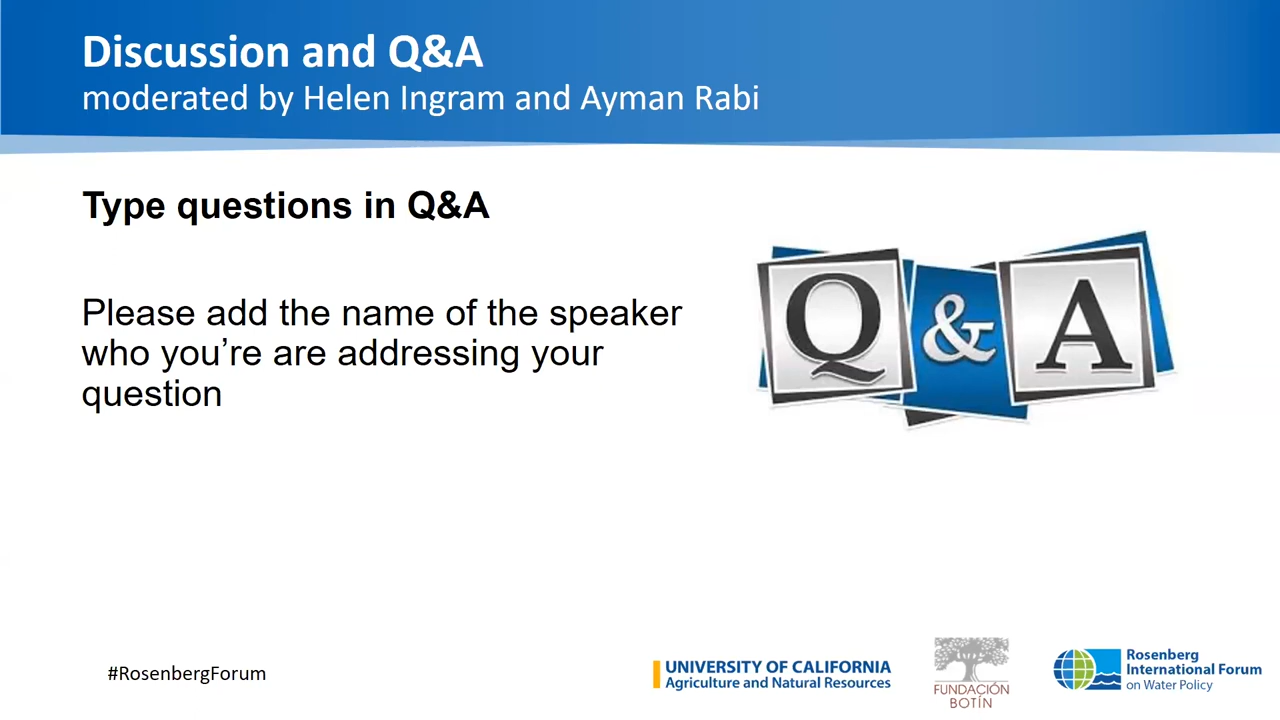 Discussion and Q&A
moderated by Helen Ingram and Ayman Rabi
Type questions in Q&A
Please add the name of the speaker
who you’re are addressing your
question
Q & A
#RosenbergForum
UNIVERSITY OF CALIFORNIA
Agriculture and Natural Resources
FUNDACIÓN
BOTÍN
Rosenberg
International Forum
on Water Policy